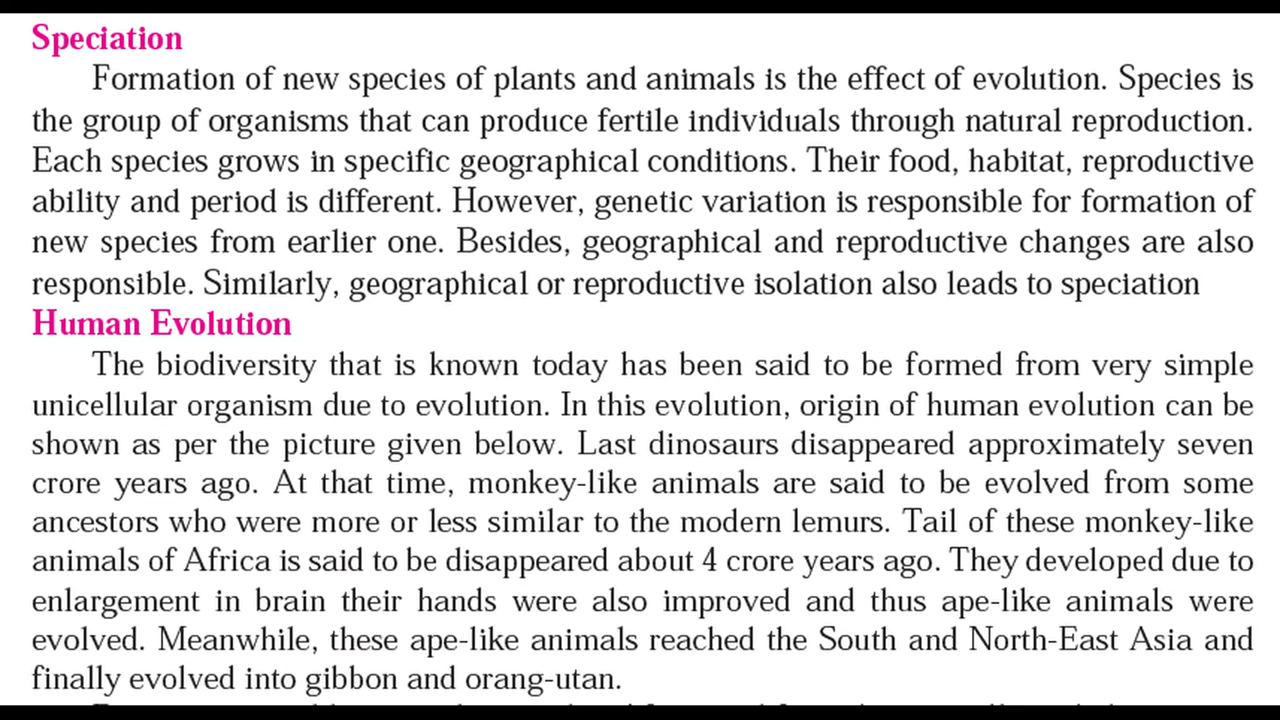 Speciation
Formation of new species of plants and animals is the effect of evolution. Species is
the group of organisms that can produce fertile individuals through natural reproduction.
Each species grows in specific geographical conditions. Their food, habitat, reproductive
ability and period is different. However, genetic variation is responsible for formation of
new species from earlier one. Besides, geographical and reproductive changes are also
responsible. Similarly, geographical or reproductive isolation also leads to speciation
Human Evolution
The biodiversity that is known today has been said to be formed from very simple
unicellular organism due to evolution. In this evolution, origin of human evolution can be
shown as per the picture given below. Last dinosaurs disappeared approximately seven
crore years ago. At that time, monkey-like animals are said to be evolved from some
ancestors who were more or less similar to the modern lemurs. Tail of these monkey-like
animals of Africa is said to be disappeared about 4 crore years ago. They developed due to
enlargement in brain their hands were also improved and thus ape-like animals were
evolved. Meanwhile, these ape-like animals reached the South and North-East Asia and
finally evolved into gibbon and orang-utan.